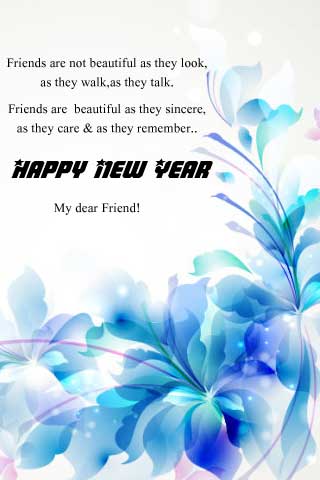 Friends are not beautiful as they look,
as they walk,as they talk.
Friends are  beautiful as they sincere,
as they care & as they remember..
Happy New Year
My dear Friend!